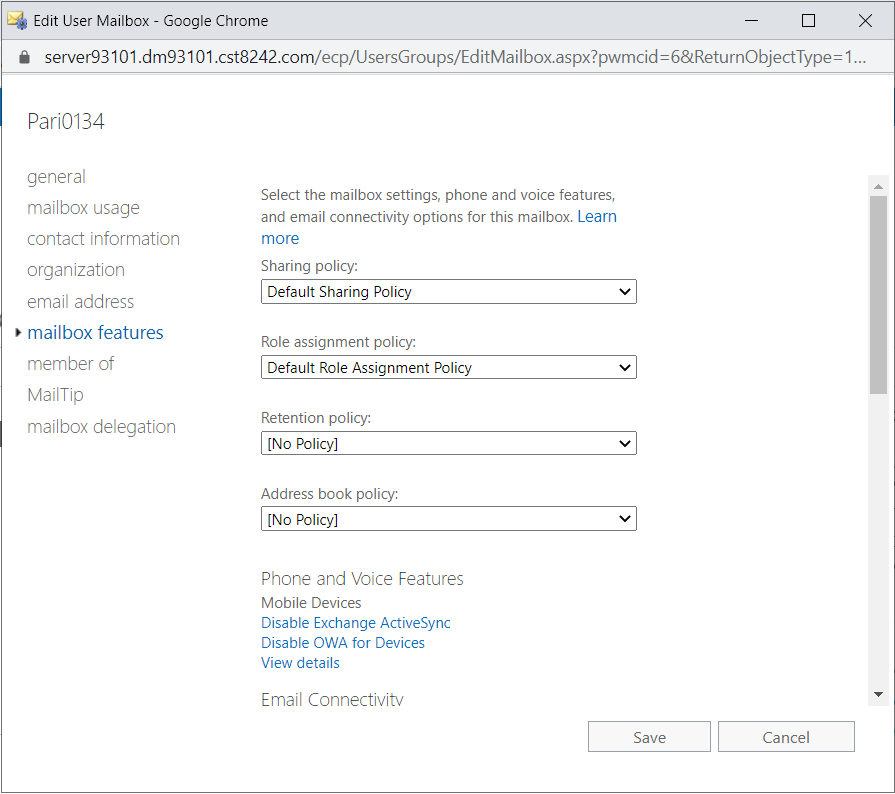 Edit User Mailbox - Google Chrome
server93101.dm93101.cst8242.com/ecp/UsersGroups/EditMailbox.aspx?pwmcid=6&ReturnObjectType=1...
Pari0134
general
mailbox usage
contact information
organization
email address
mailbox features
member of
MailTip
mailbox delegation
Select the mailbox settings, phone and voice features,
and email connectivity options for this mailbox. Learn
more
Sharing policy:
Default Sharing Policy
Role assignment policy:
Default Role Assignment Policy
Retention policy:
[No Policy]
Address book policy:
[No Policy]
Phone and Voice Features
Mobile Devices
Disable Exchange ActiveSync
Disable OWA for Devices
View details
Email Connectivity
Save
Cancel